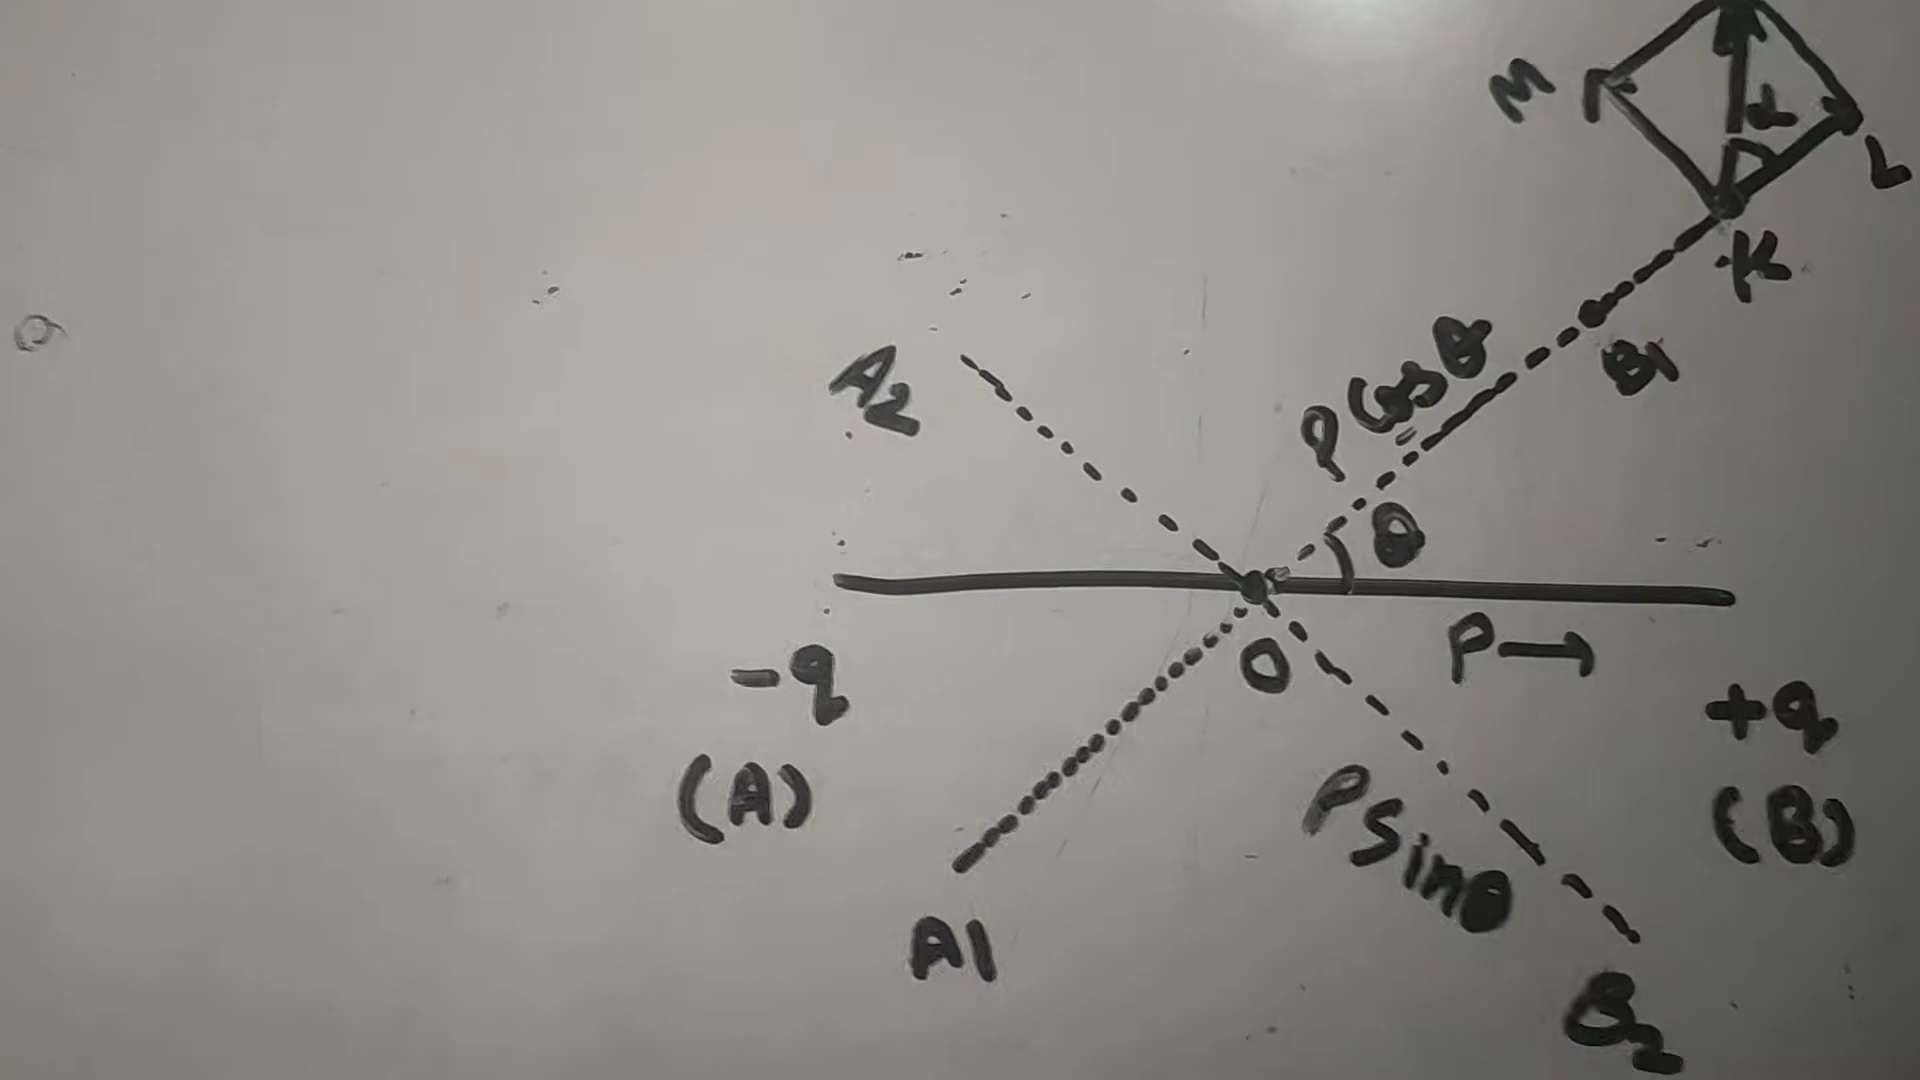 M
α
L
K
B1
P Cosθ
A2
θ
O
P→
-q
+q
(A)
(B)
P Sinθ
A1
B2